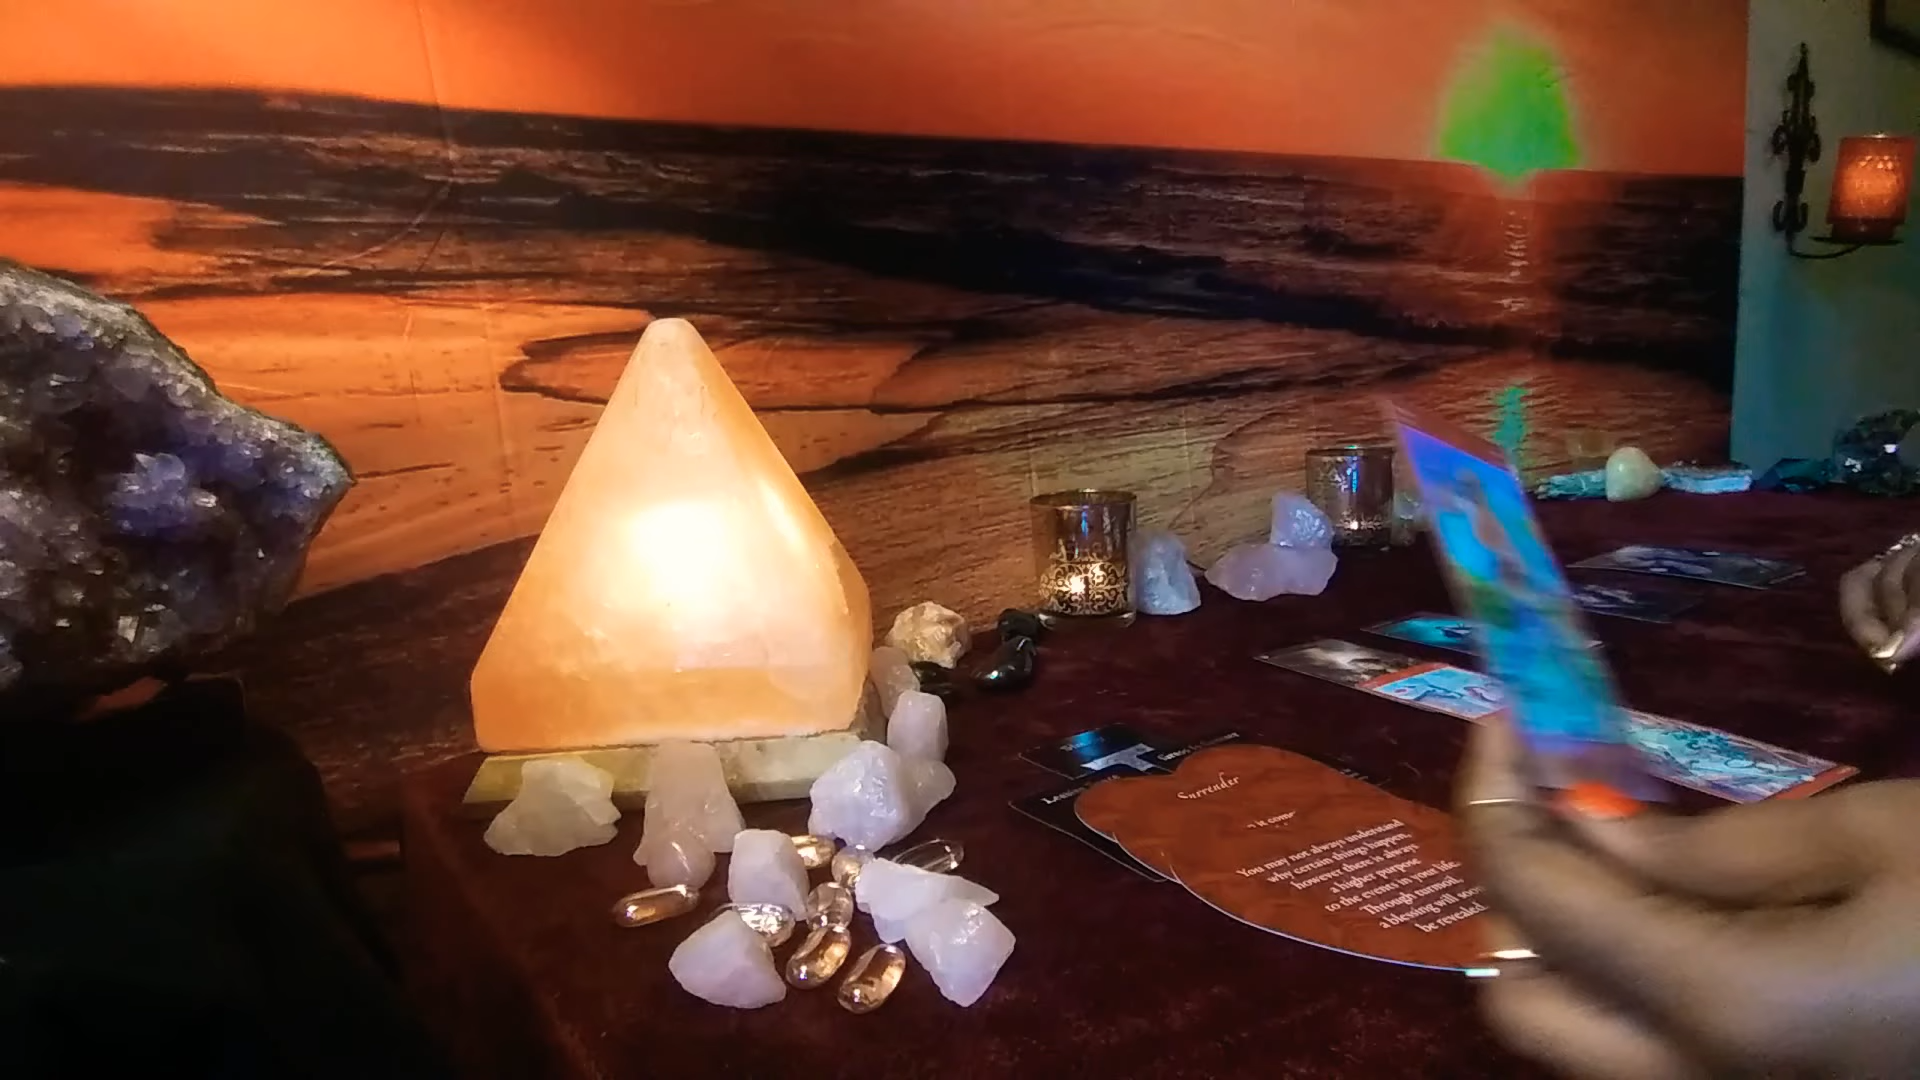 Surrender
it
You may not always understand
why certain things happen,
however there is always
a higher purpose
to the events in your life.
Through turmoil,
a blessing will soon
be revealed.